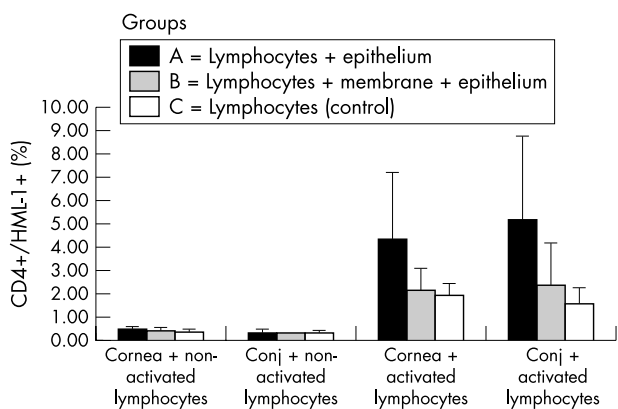 Groups
A = Lymphocytes + epithelium
B = Lymphocytes + membrane + epithelium
C = Lymphocytes (control)
CD4+/HML-1+ (%)
10.00
9.00
8.00
7.00
6.00
5.00
4.00
3.00
2.00
1.00
0.00
Cornea + non-
activated
lymphocytes
Conj + non-
activated
lymphocytes
Cornea +
activated
lymphocytes
Conj +
activated
lymphocytes